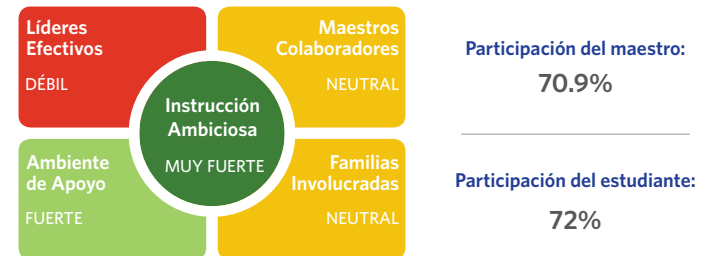 Líderes
Efectivos
DÉBIL
Maestros
Colaboradores
NEUTRAL
Instrucción
Ambiciosa
MUY FUERTE
Ambiente
de Apoyo
FUERTE
Familias
Involucradas
NEUTRAL
Participación del maestro:
70.9%
Participación del estudiante:
72%